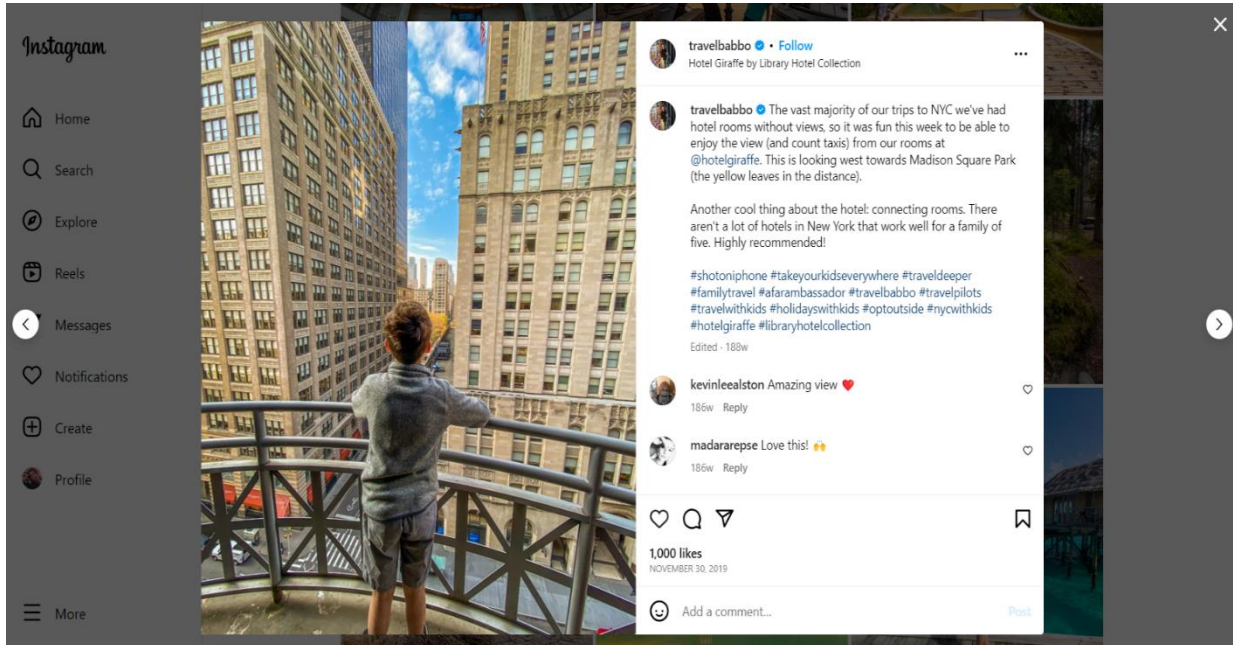 Instagram
Home
Search
Explore
Reels
Messages
Notifications
Create
Profile
More
travelbabbo • Follow
Hotel Giraffe by Library Hotel Collection
travelbabbo The vast majority of our trips to NYC we've had
hotel rooms without views, so it was fun this week to be able to
enjoy the view (and count taxis) from our rooms at
@hotelgiraffe. This is looking west towards Madison Square Park
(the yellow leaves in the distance).
Another cool thing about the hotel: connecting rooms. There
aren't a lot of hotels in New York that work well for a family of
five. Highly recommended!
#shotoniphone #takeyourkidseverywhere #traveldeeper
#familytravel #afarambassador #travelbabbo #travelpilots
#travelwithkids #holidayswithkids #optoutside #nycwithkids
#hotelgiraffe #libraryhotelcollection
Edited · 188w
kevinleealston Amazing view ❤️
186w Reply
madararepse Love this! 🙌
186w Reply
1,000 likes
NOVEMBER 30, 2019
Add a comment...
Post